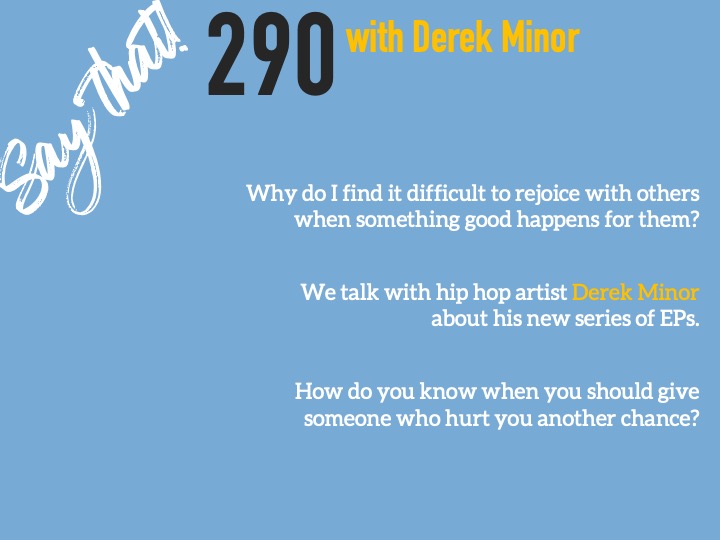 Say that!
290
with Derek Minor
Why do I find it difficult to rejoice with others
when something good happens for them?
We talk with hip hop artist Derek Minor
about his new series of EPs.
How do you know when you should give
someone who hurt you another chance?